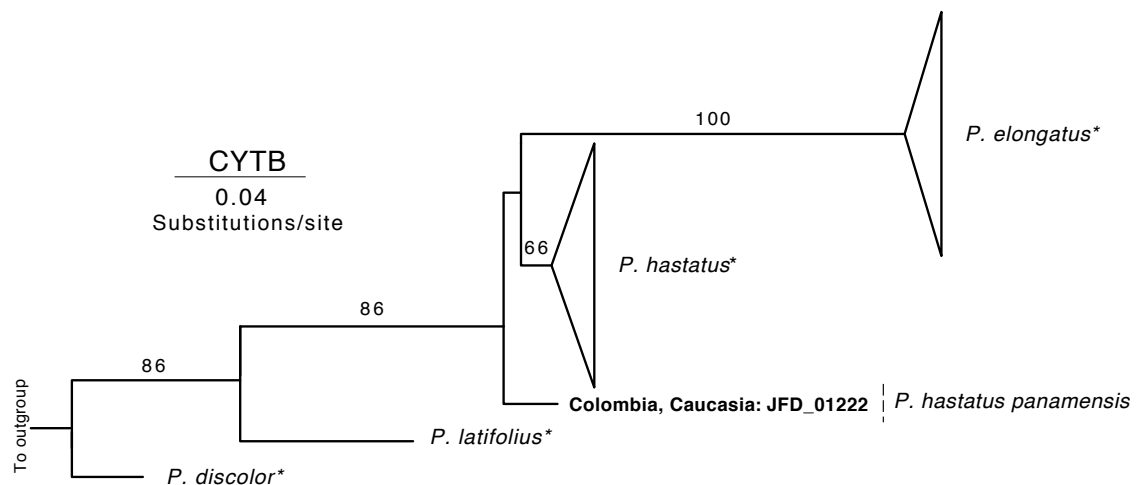 100
P. elongatus*
CYTB
0.04
Substitutions/site
66
P. hastatus*
86
86
To outgroup
Colombia, Caucasia: JFD_01222
P. hastatus panamensis
P. latifolius*
P. discolor*